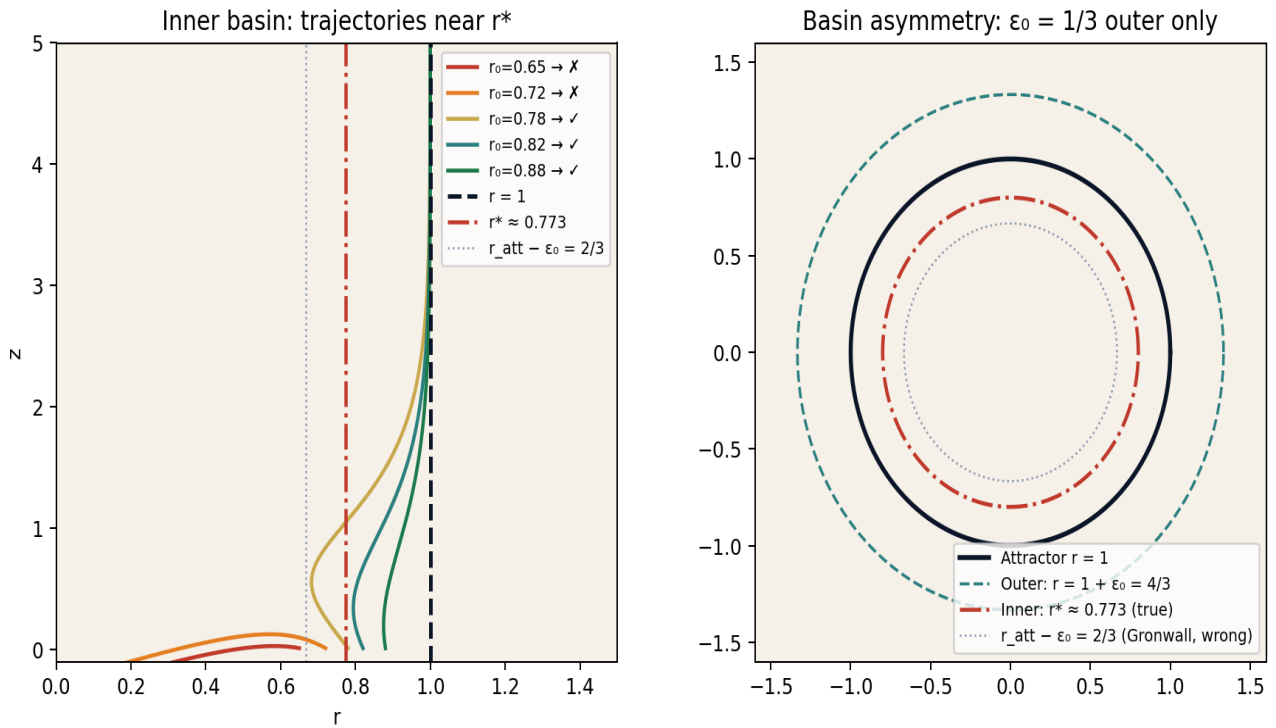 Inner basin: trajectories near r*
5
4
3
2
1
0
z
0.0 0.2 0.4 0.6 0.8 1.0 1.2 1.4
r
r₀=0.65 → ✗
r₀=0.72 → ✗
r₀=0.78 → ✓
r₀=0.82 → ✓
r₀=0.88 → ✓
r = 1
r* ≈ 0.773
r_att − ε₀ = 2/3
Basin asymmetry: ε₀ = 1/3 outer only
1.5
1.0
0.5
0.0
−0.5
−1.0
−1.5
−1.5 −1.0 −0.5 0.0 0.5 1.0 1.5
Attractor r = 1
Outer: r = 1 + ε₀ = 4/3
Inner: r* ≈ 0.773 (true)
r_att − ε₀ = 2/3 (Gronwall, wrong)